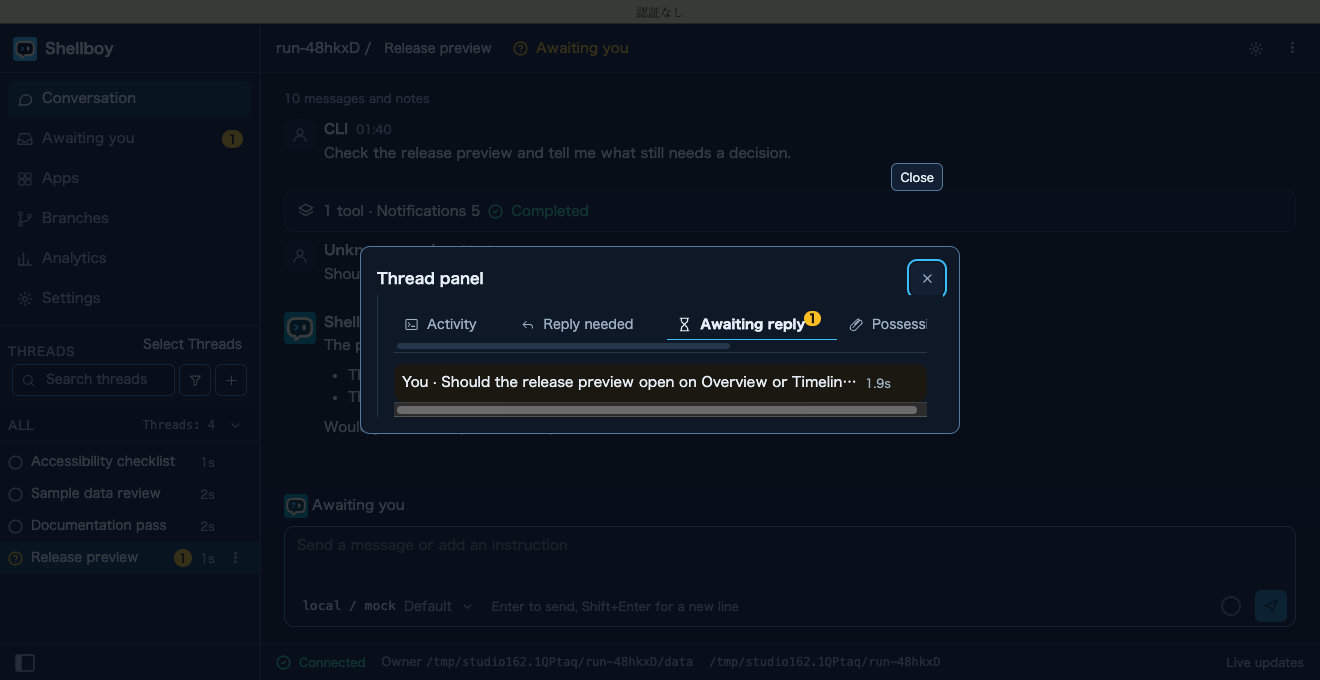 認証なし
Shellboy
run-48hkxD / Release preview Awaiting you
Conversation
Awaiting you 1
Apps
Branches
Analytics
Settings
THREADS Select Threads
Search threads
ALL Threads: 4
Accessibility checklist 1s
Sample data review 2s
Documentation pass 2s
Release preview 1 1s
10 messages and notes
CLI 01:40
Check the release preview and tell me what still needs a decision.
Close
1 tool · Notifications 5 Completed
Thread panel
Activity Reply needed Awaiting reply 1
You · Should the release preview open on Overview or Timelin… 1.9s
Awaiting you
Send a message or add an instruction
local / mock Default Enter to send, Shift+Enter for a new line
Connected Owner /tmp/studio162.1QPtaq/run-48hkxD/data /tmp/studio162.1QPtaq/run-48hkxD Live updates